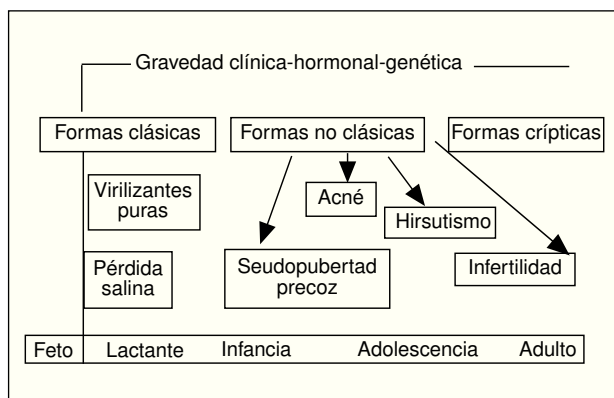 Gravedad clínica-hormonal-genética
Formas clásicas
Formas no clásicas
Formas crípticas
Virilizantes
puras
Acné
Hirsutismo
Pérdida
salina
Seudopubertad
precoz
Infertilidad
Feto Lactante Infancia Adolescencia Adulto